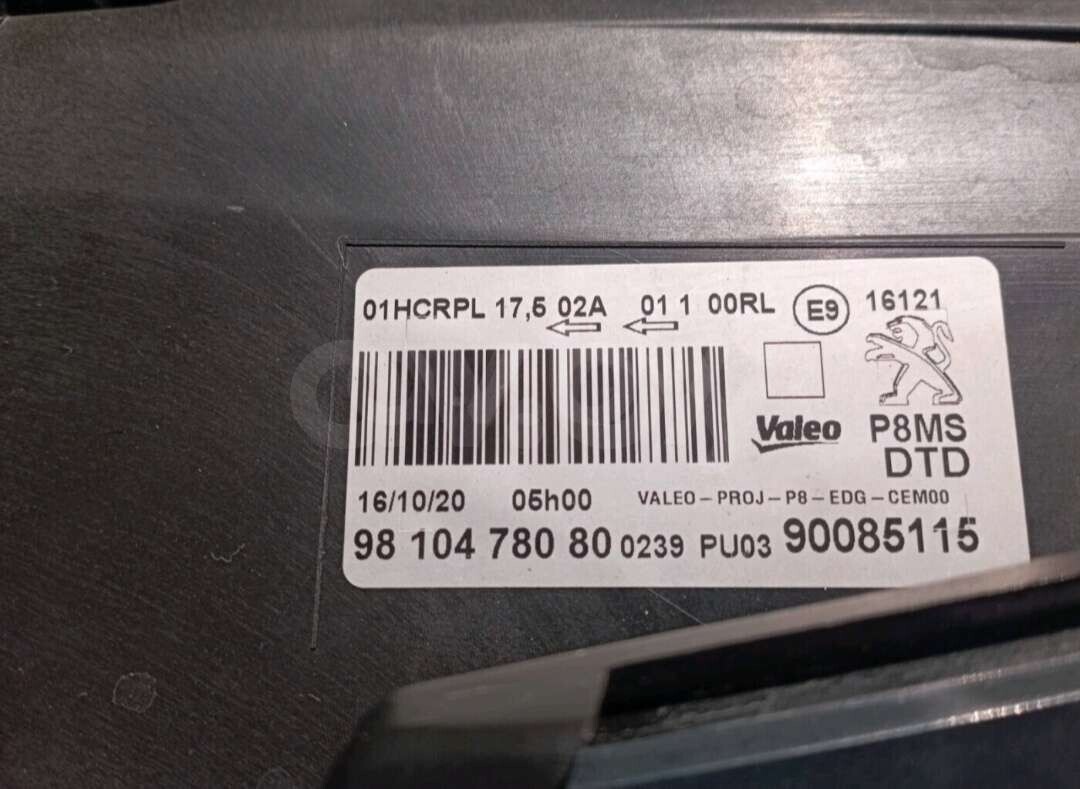 01HCRPL 17,5 02A 01 1 00RL E9 16121
Valeo P8MS
DTD
16/10/20 05h00 VALEO-PROJ-P8-EDG-CEM00
98 104 780 80 0239 PU03 90085115